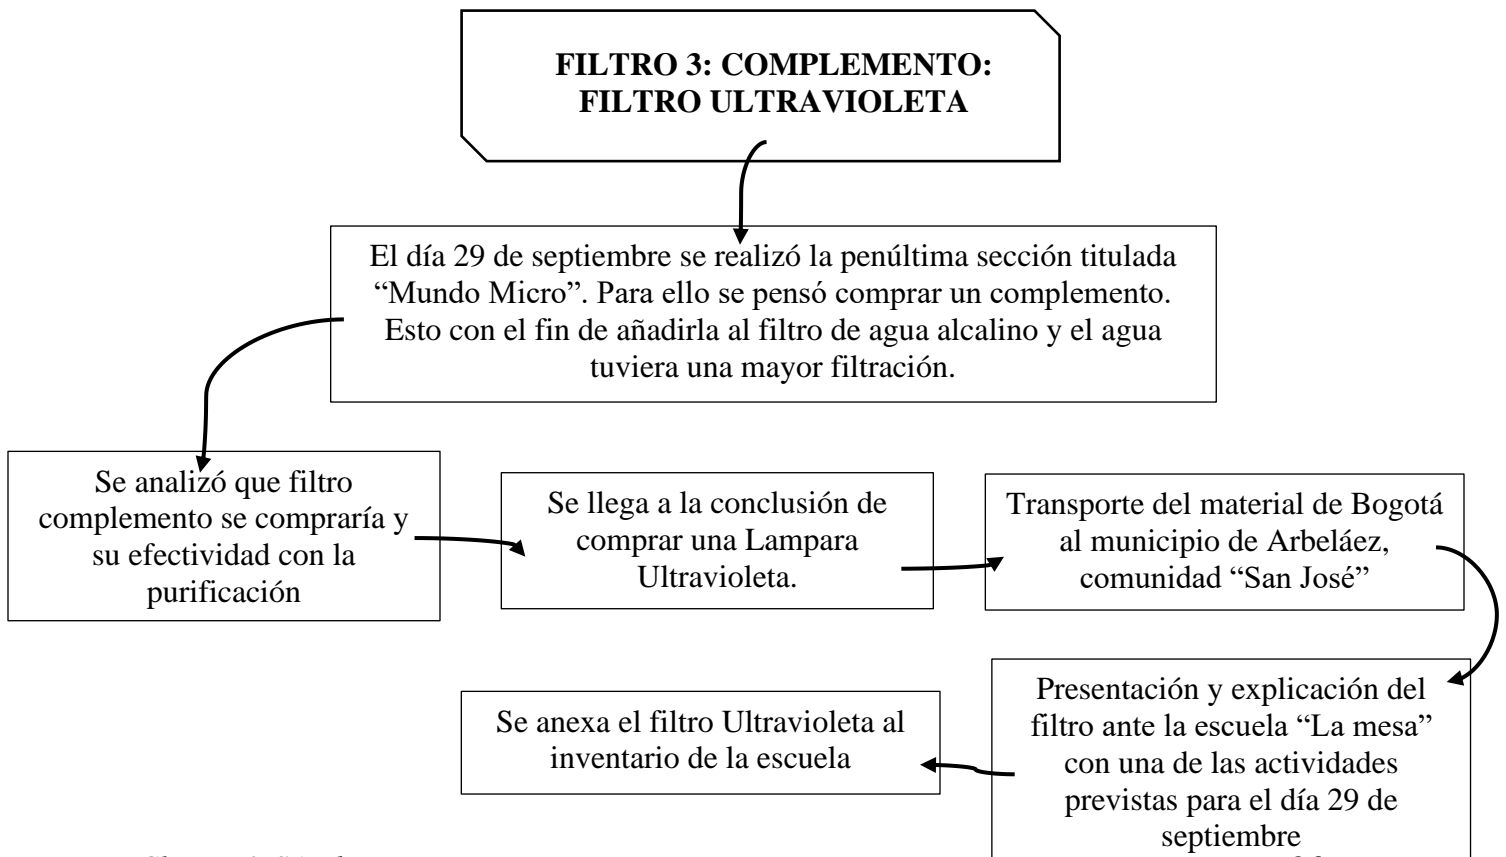 FILTRO 3: COMPLEMENTO:
FILTRO ULTRAVIOLETA
El día 29 de septiembre se realizó la penúltima sección titulada
“Mundo Micro”. Para ello se pensó comprar un complemento.
Esto con el fin de añadirla al filtro de agua alcalino y el agua
tuviera una mayor filtración.
Se analizó que filtro
complemento se compraría y
su efectividad con la
purificación
Se llega a la conclusión de
comprar una Lampara
Ultravioleta.
Transporte del material de Bogotá
al municipio de Arbeláez,
comunidad “San José”
Presentación y explicación del
filtro ante la escuela “La mesa”
con una de las actividades
previstas para el día 29 de
septiembre
Se anexa el filtro Ultravioleta al
inventario de la escuela